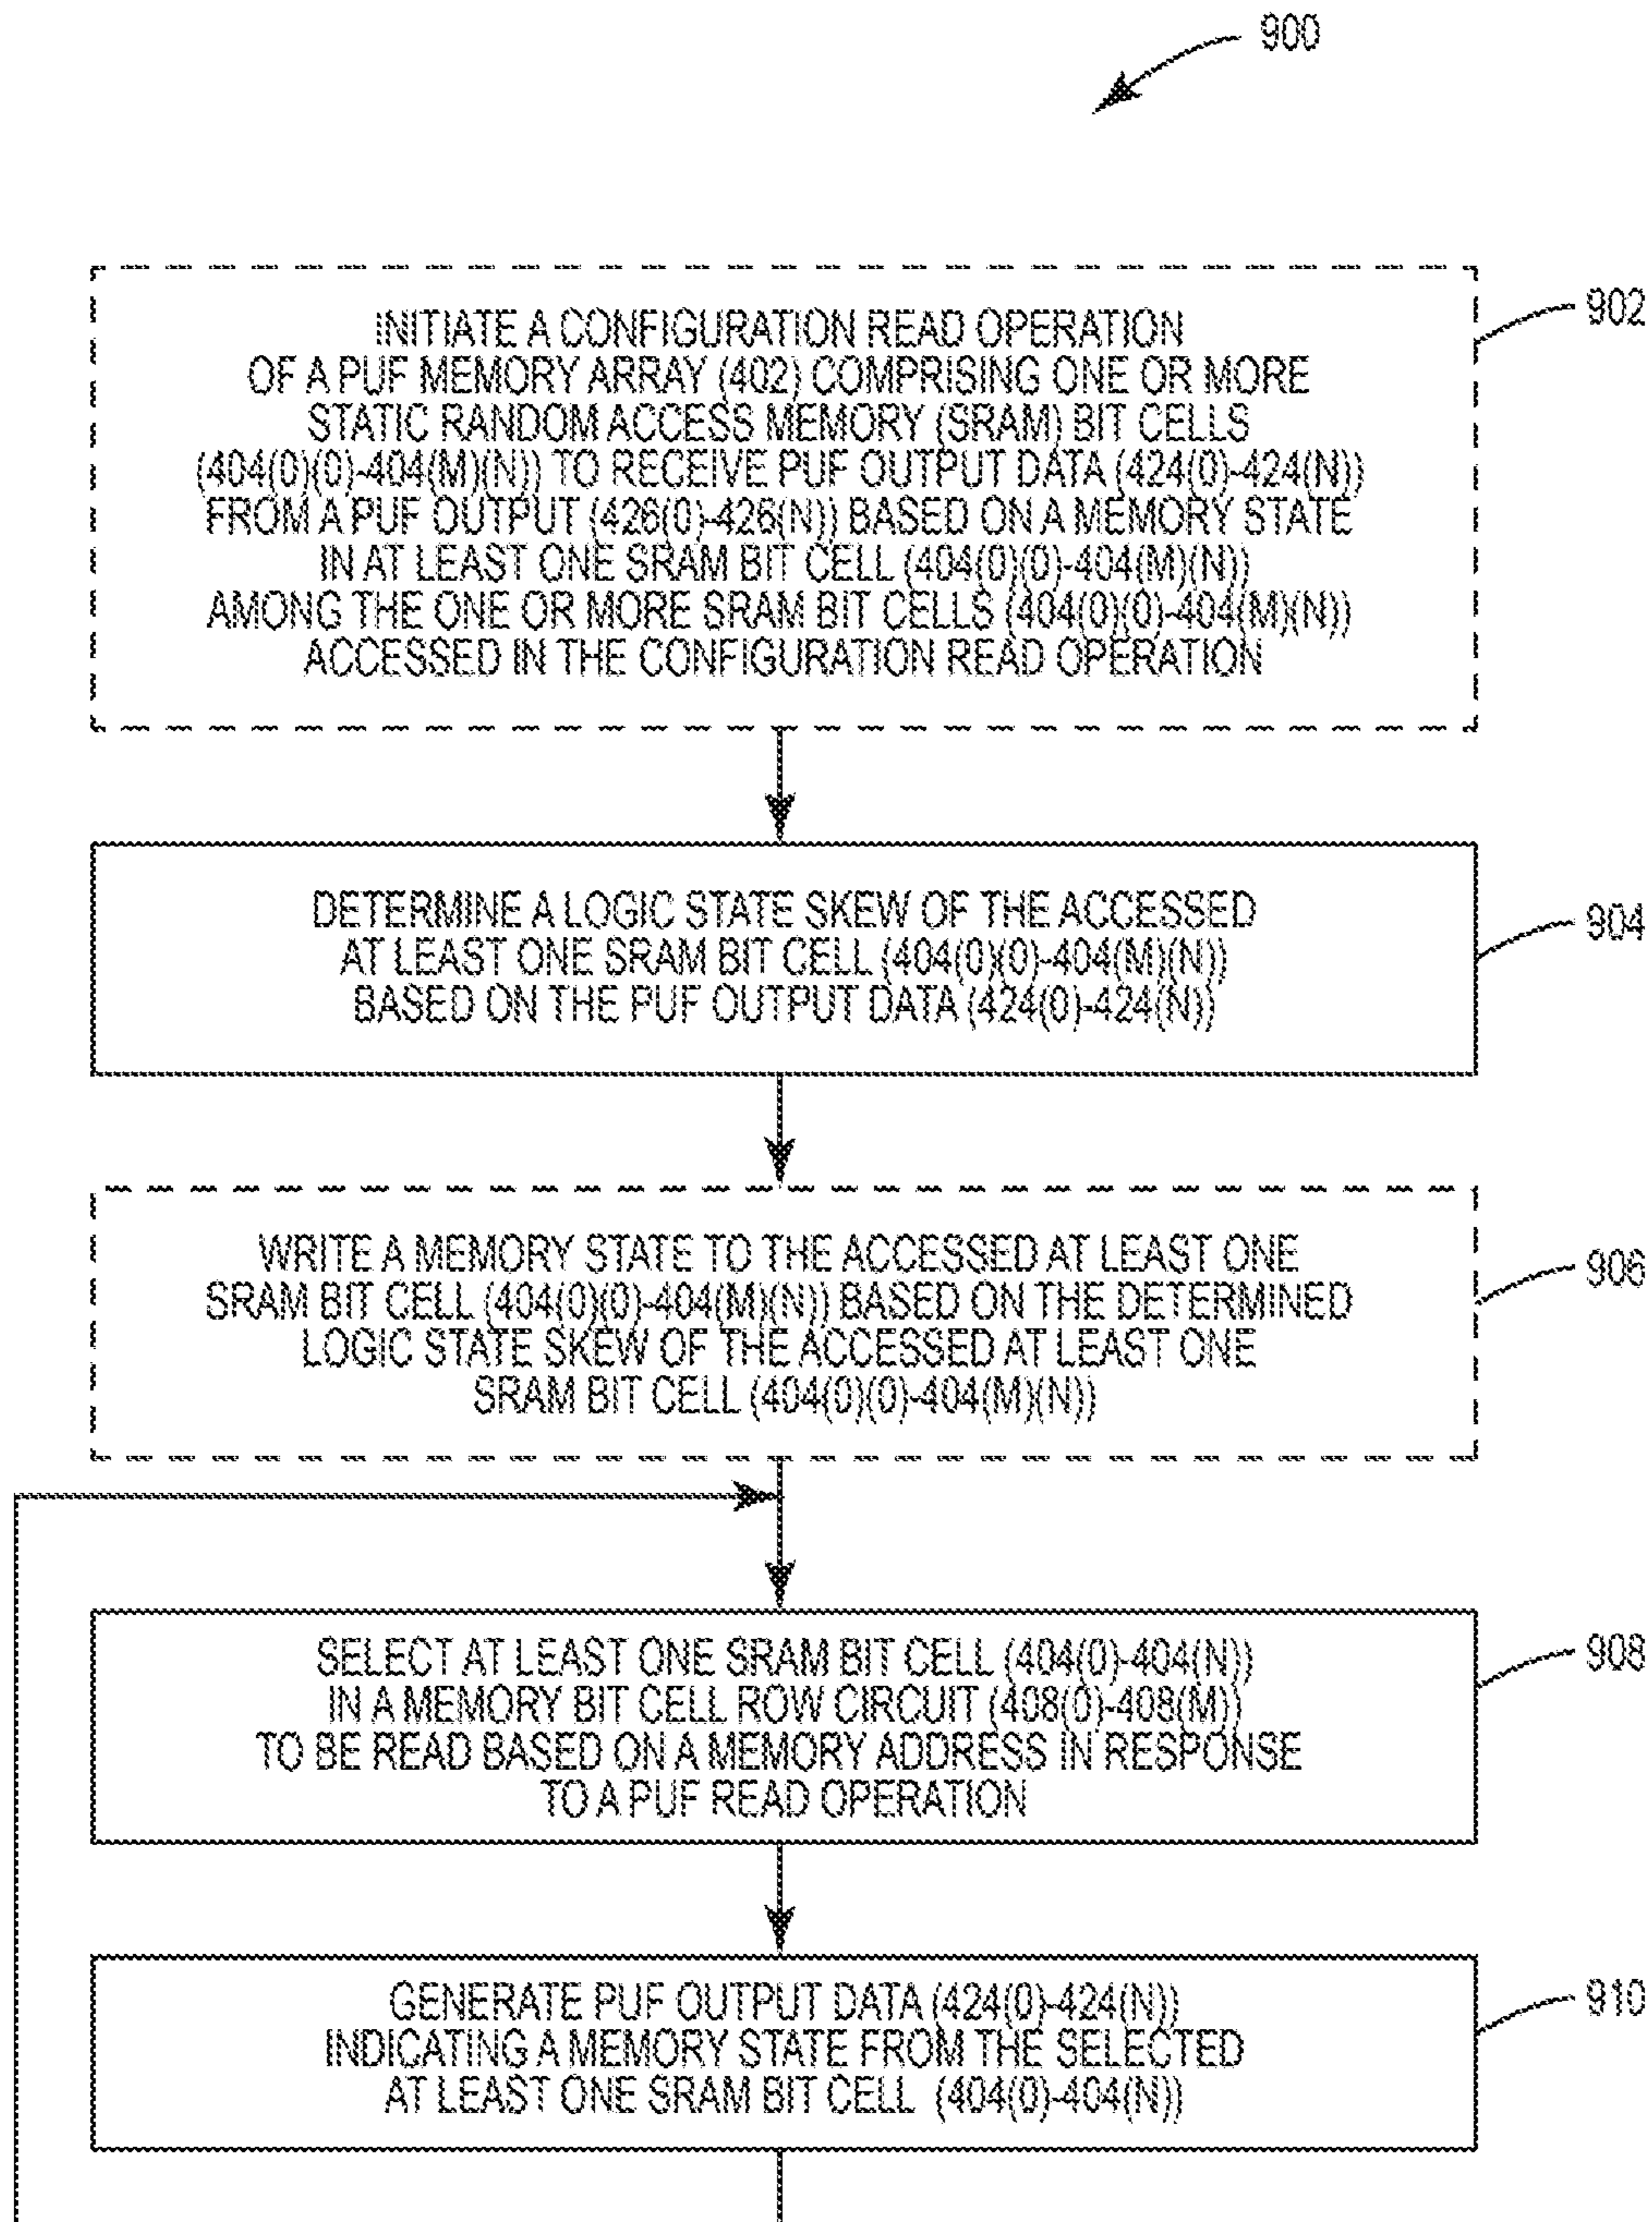 900
INITIATE A CONFIGURATION READ OPERATION
OF A PUF MEMORY ARRAY (402) COMPRISING ONE OR MORE
STATIC RANDOM ACCESS MEMORY (SRAM) BIT CELLS
(404(0)(0)-404(M)(N)) TO RECEIVE PUF OUTPUT DATA (424(0)-424(N))
FROM A PUF OUTPUT (426(0)-426(N)) BASED ON A MEMORY STATE
IN AT LEAST ONE SRAM BIT CELL (404(0)(0)-404(M)(N))
AMONG THE ONE OR MORE SRAM BIT CELLS (404(0)(0)-404(M)(N))
ACCESSED IN THE CONFIGURATION READ OPERATION
902
DETERMINE A LOGIC STATE SKEW OF THE ACCESSED
AT LEAST ONE SRAM BIT CELL (404(0)(0)-404(M)(N))
BASED ON THE PUF OUTPUT DATA (424(0)-424(N))
904
WRITE A MEMORY STATE TO THE ACCESSED AT LEAST ONE
SRAM BIT CELL (404(0)(0)-404(M)(N)) BASED ON THE DETERMINED
LOGIC STATE SKEW OF THE ACCESSED AT LEAST ONE
SRAM BIT CELL (404(0)(0)-404(M)(N))
906
SELECT AT LEAST ONE SRAM BIT CELL (404(0)-404(N))
IN A MEMORY BIT CELL ROW CIRCUIT (408(0)-408(M))
TO BE READ BASED ON A MEMORY ADDRESS IN RESPONSE
TO A PUF READ OPERATION
908
GENERATE PUF OUTPUT DATA (424(0)-424(N))
INDICATING A MEMORY STATE FROM THE SELECTED
AT LEAST ONE SRAM BIT CELL (404(0)-404(N))
910